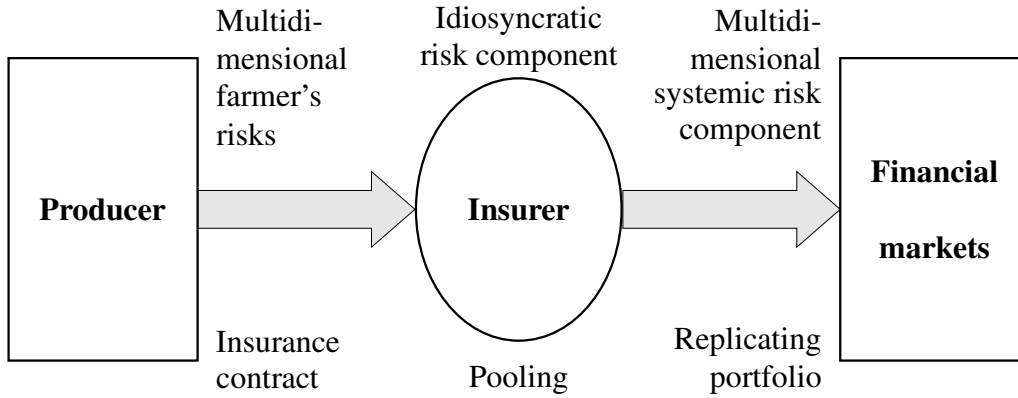 Multidi-
mensional
farmer's
risks
Idiosyncratic
risk component
Multidi-
mensional
systemic risk
component
Producer
Insurer
Financial
markets
Insurance
contract
Pooling
Replicating
portfolio